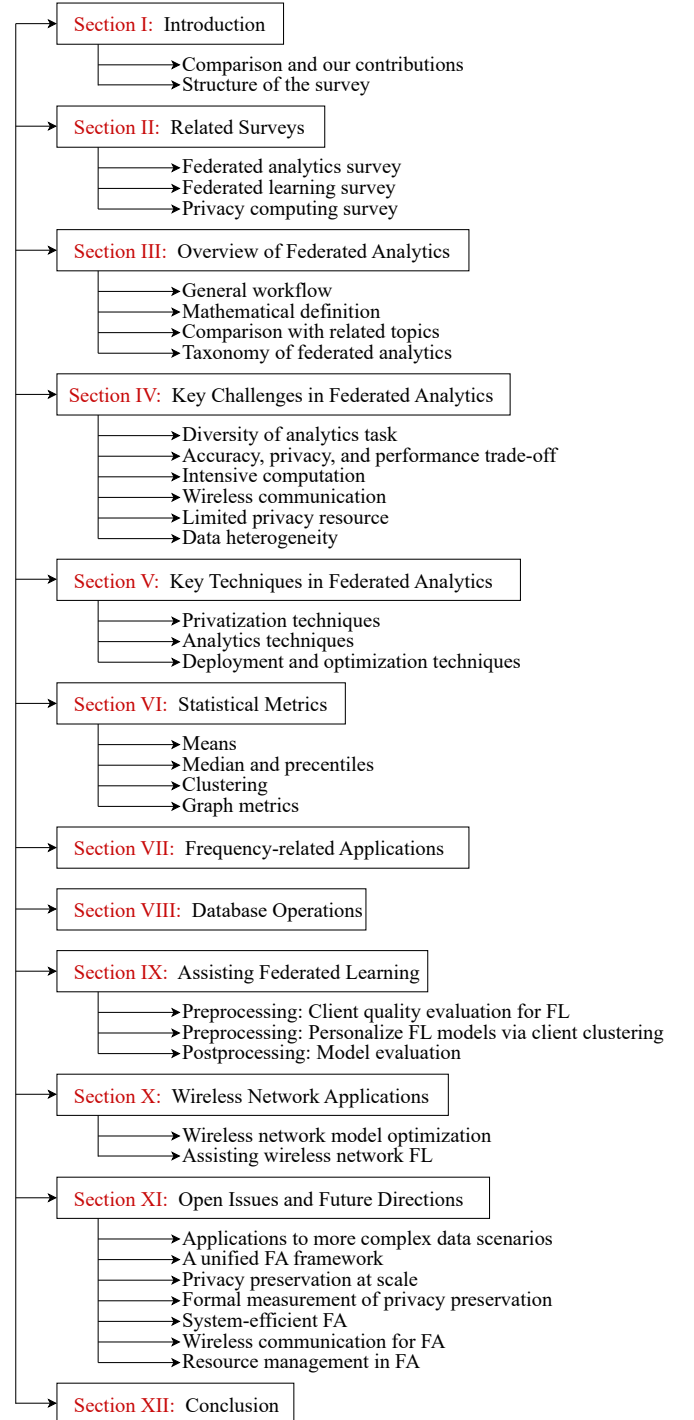 Section I: Introduction
Comparison and our contributions
Structure of the survey
Section II: Related Surveys
Federated analytics survey
Federated learning survey
Privacy computing survey
Section III: Overview of Federated Analytics
General workflow
Mathematical definition
Comparison with related topics
Taxonomy of federated analytics
Section IV: Key Challenges in Federated Analytics
Diversity of analytics task
Accuracy, privacy, and performance trade-off
Intensive computation
Wireless communication
Limited privacy resource
Data heterogeneity
Section V: Key Techniques in Federated Analytics
Privatization techniques
Analytics techniques
Deployment and optimization techniques
Section VI: Statistical Metrics
Means
Median and precentiles
Clustering
Graph metrics
Section VII: Frequency-related Applications
Section VIII: Database Operations
Section IX: Assisting Federated Learning
Preprocessing: Client quality evaluation for FL
Preprocessing: Personalize FL models via client clustering
Postprocessing: Model evaluation
Section X: Wireless Network Applications
Wireless network model optimization
Assisting wireless network FL
Section XI: Open Issues and Future Directions
Applications to more complex data scenarios
A unified FA framework
Privacy preservation at scale
Formal measurement of privacy preservation
System-efficient FA
Wireless communication for FA
Resource management in FA
Section XII: Conclusion